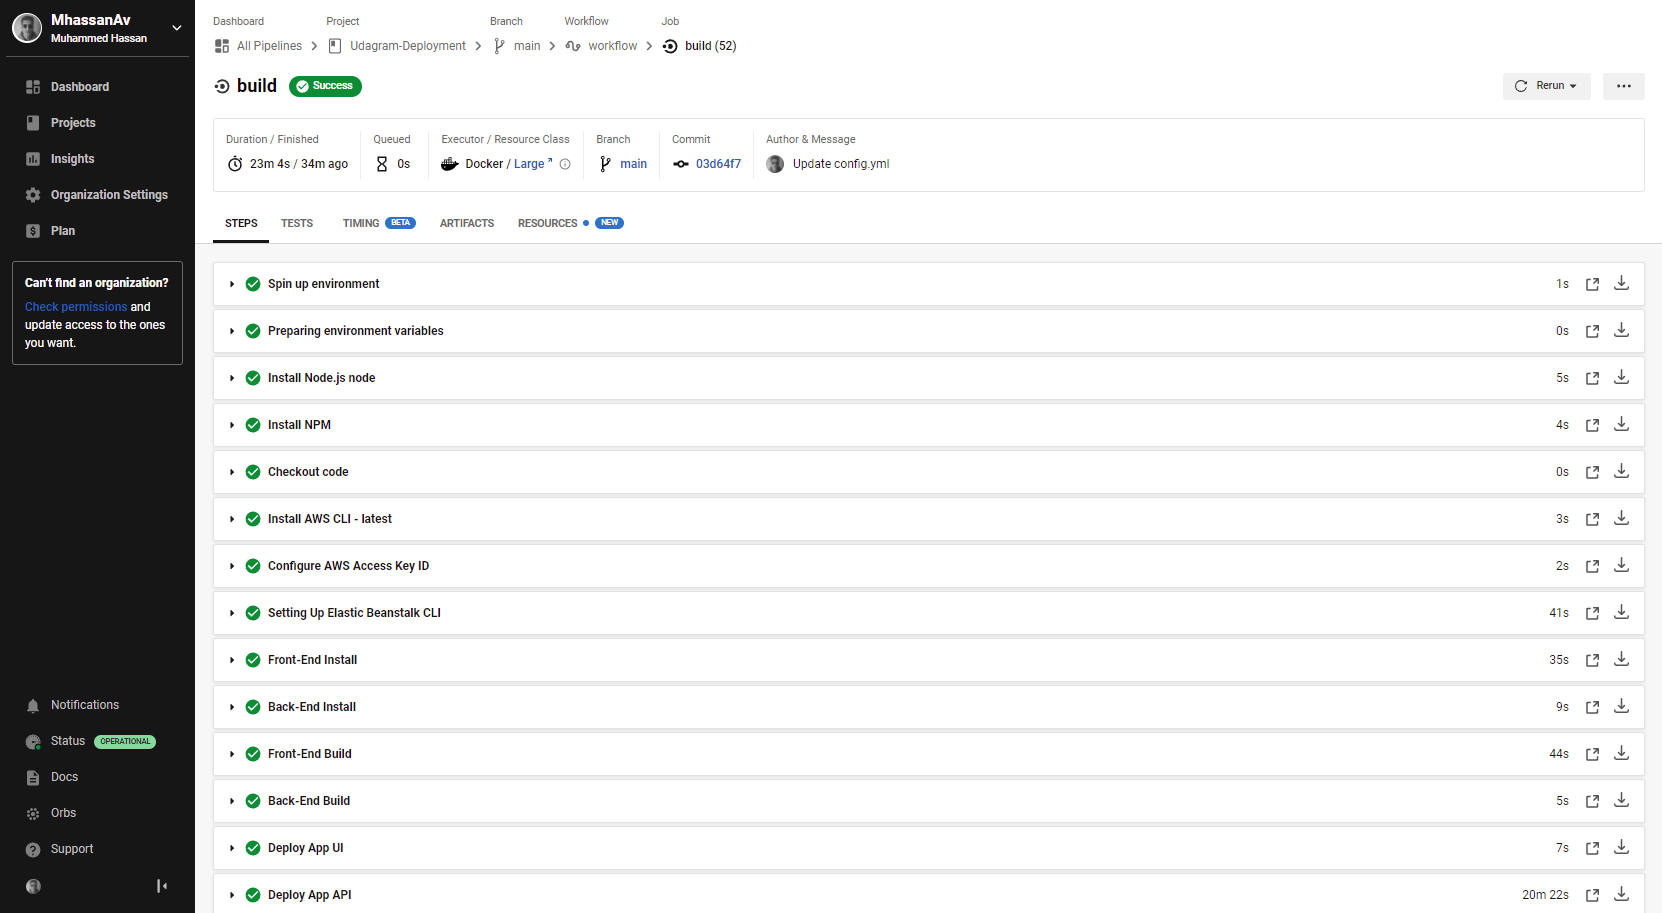 MhassanAv
Muhammed Hassan
Dashboard
Projects
Insights
Organization Settings
Plan
Can't find an organization?
Check permissions and
update access to the ones
you want.
Notifications
Status OPERATIONAL
Docs
Orbs
Support
Dashboard Project Branch Workflow Job
All Pipelines Udagram-Deployment main workflow build (52)
build Success
Rerun
Duration / Finished Queued Executor / Resource Class Branch Commit Author & Message
23m 4s / 34m ago 0s Docker / Large main 03d64f7 Update config.yml
STEPS TESTS TIMING BETA ARTIFACTS RESOURCES NEW
Spin up environment 1s
Preparing environment variables 0s
Install Node.js node 5s
Install NPM 4s
Checkout code 0s
Install AWS CLI - latest 3s
Configure AWS Access Key ID 2s
Setting Up Elastic Beanstalk CLI 41s
Front-End Install 35s
Back-End Install 9s
Front-End Build 44s
Back-End Build 5s
Deploy App UI 7s
Deploy App API 20m 22s